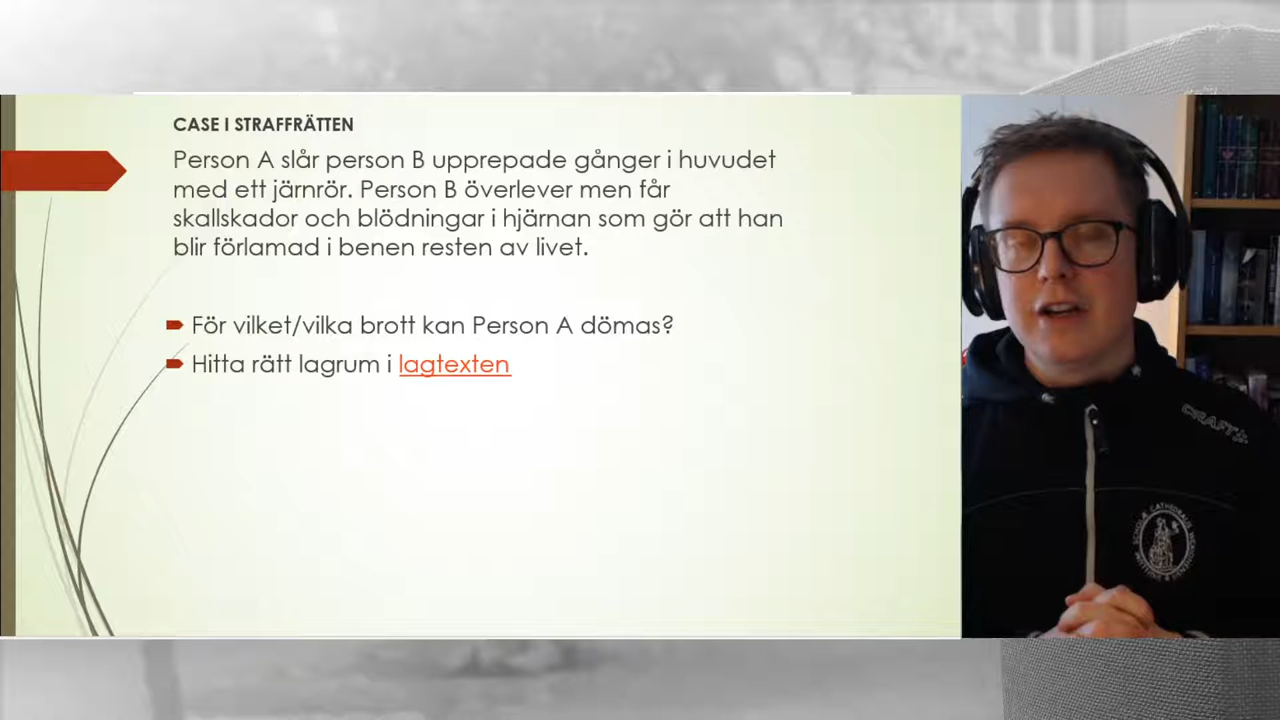 CASE I STRAFFRÄTTEN
Person A slår person B upprepade gånger i huvudet
med ett järnrör. Person B överlever men får
skallskador och blödningar i hjärnan som gör att han
blir förlamad i benen resten av livet.
För vilket/vilka brott kan Person A dömas?
Hitta rätt lagrum i lagtexten
CRAFT